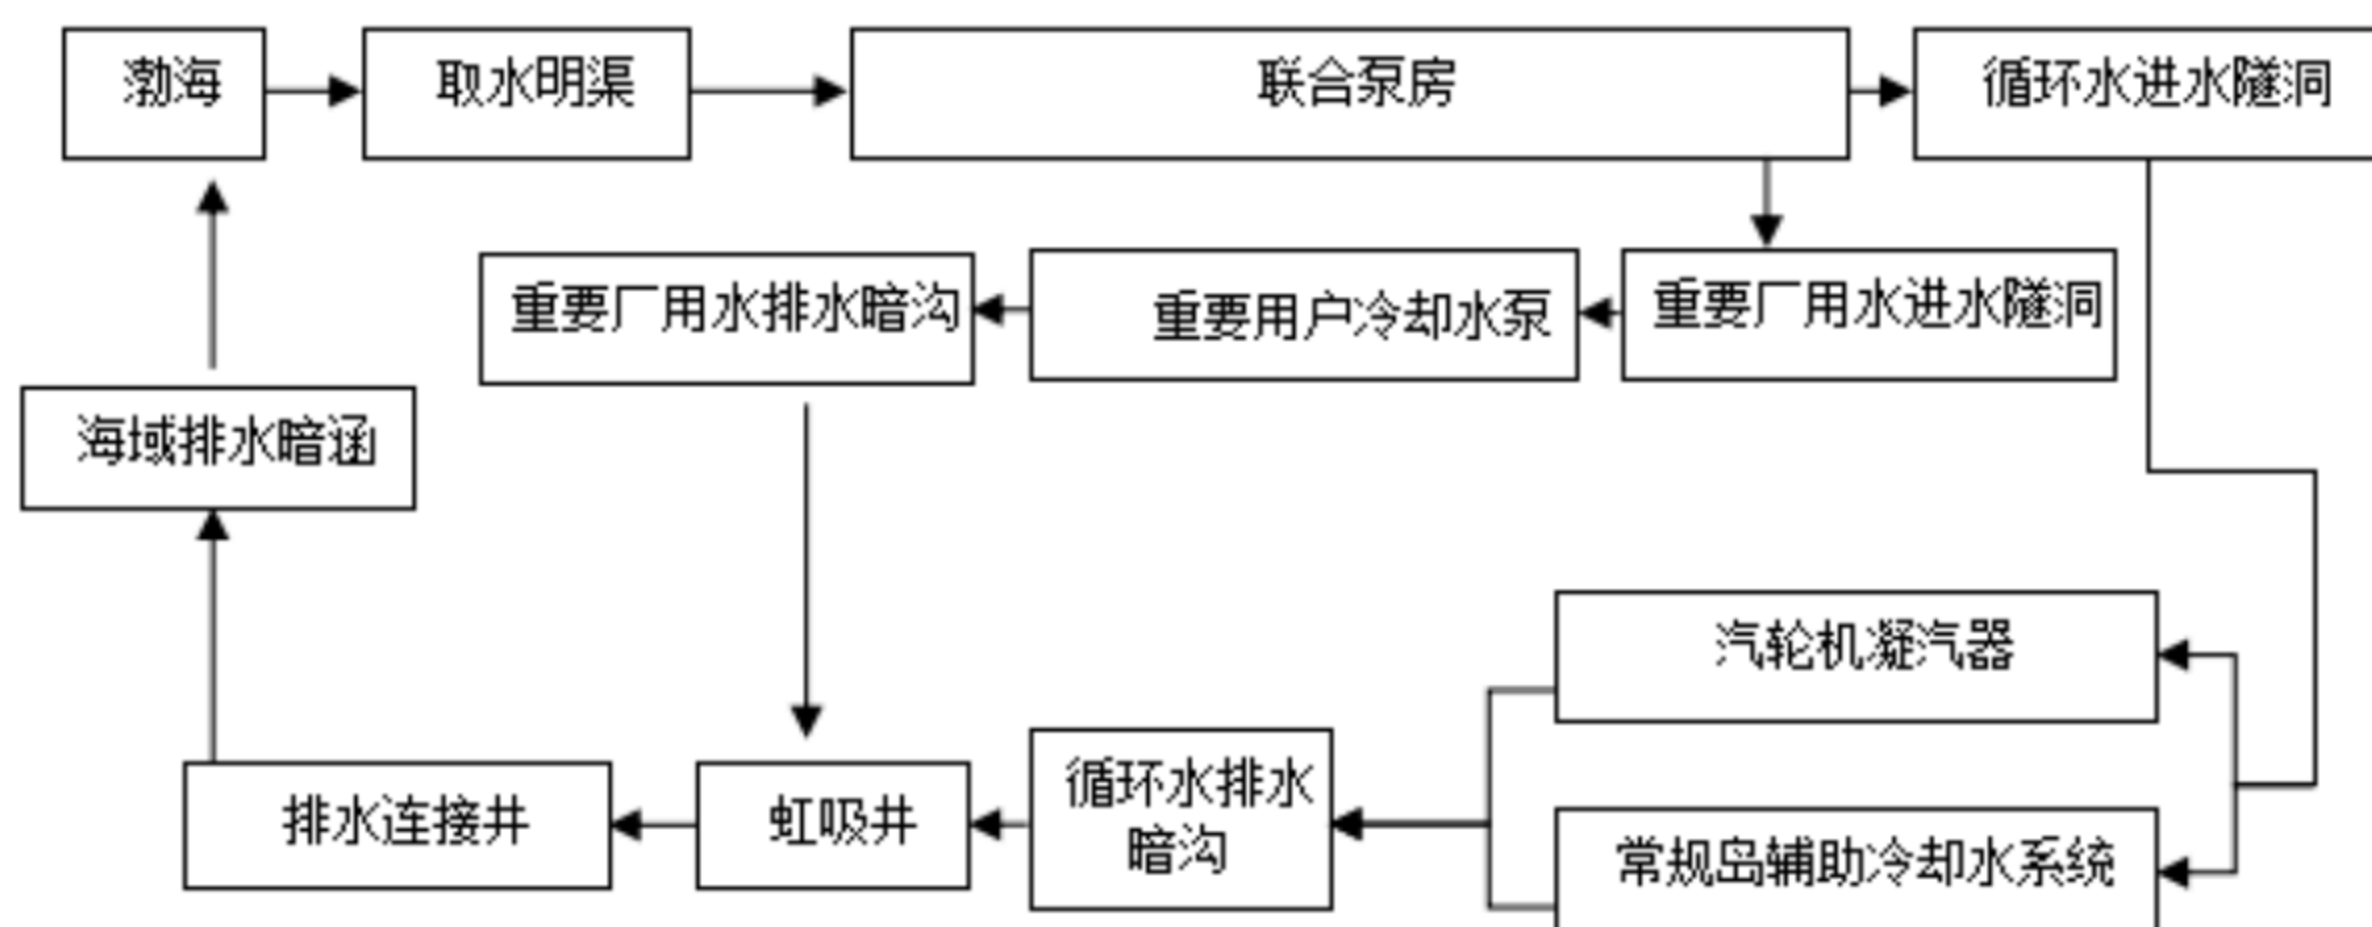 渤海
取水明渠
联合泵房
循环水进水隧洞
重要厂用水排水暗沟
重要用户冷却水泵
重要厂用水进水隧洞
海域排水暗涵
汽轮机凝汽器
循环水排水
暗沟
虹吸井
排水连接井
常规岛辅助冷却水系统